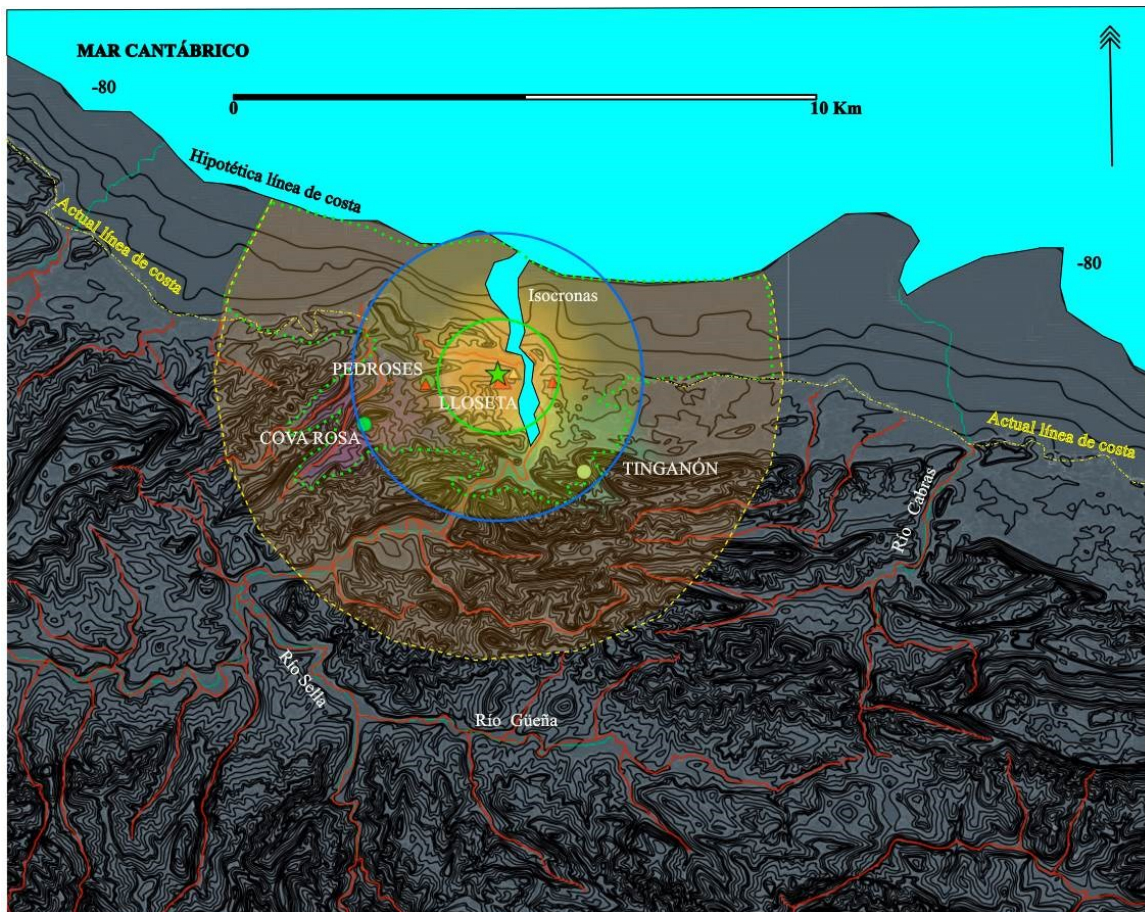 MAR CANTÁBRICO
-80
0
10 Km
Hipotética línea de costa
Actual línea de costa
-80
Isocronas
PEDROSES
LLOSETA
COVA ROSA
TINGANÓN
Actual línea de costa
Río Cabras
Río Sella
Río Güeña